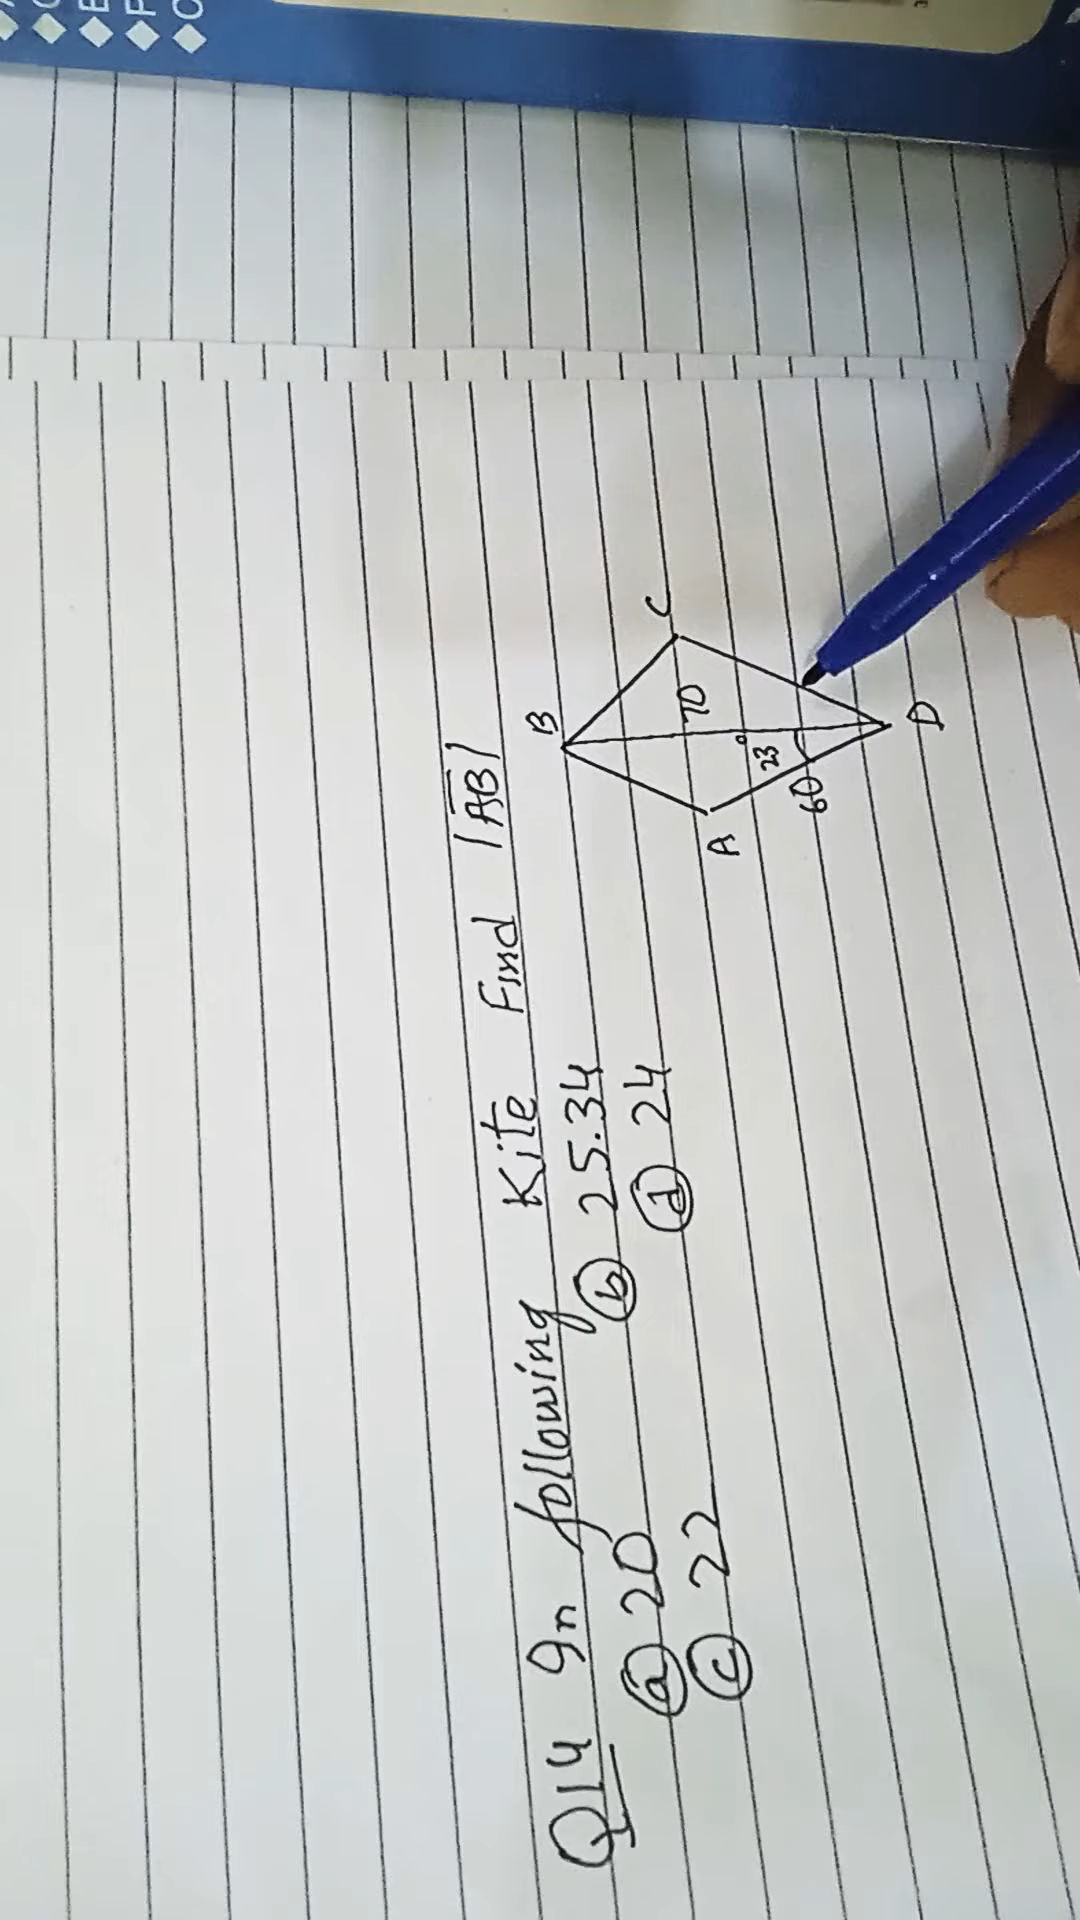 Q14 In following Kite Find |AB|
(a) 20 (b) 25.34
(c) 22 (d) 24
B
C
70
A
23°
60
D